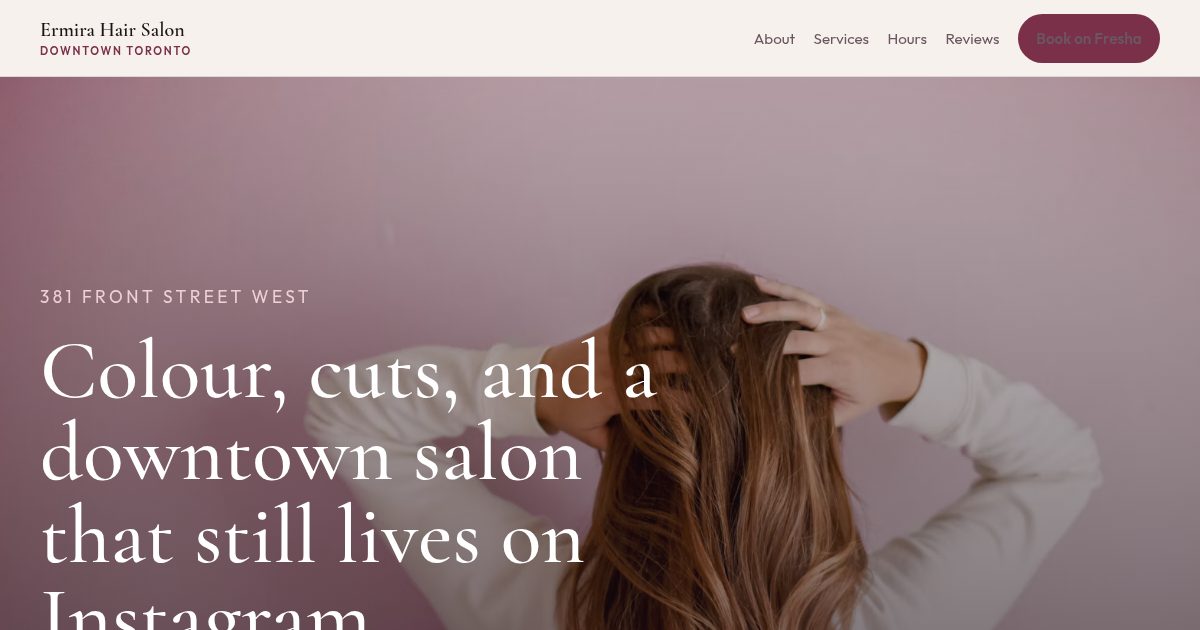 Ermira Hair Salon
DOWNTOWN TORONTO
About Services Hours Reviews Book on Fresha
381 FRONT STREET WEST
Colour, cuts, and a
downtown salon
that still lives on
Instagram